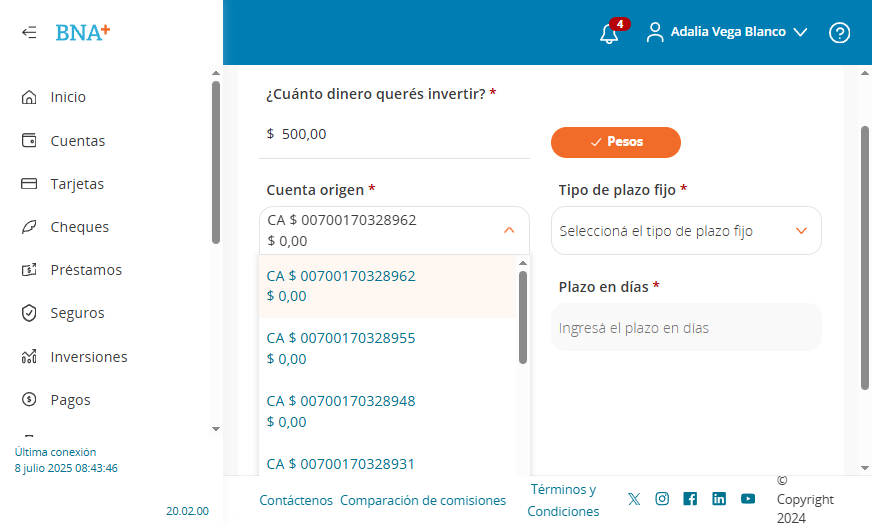 BNA+
4
Adalia Vega Blanco
Inicio
Cuentas
Tarjetas
Cheques
Préstamos
Seguros
Inversiones
Pagos
Última conexión
8 julio 2025 08:43:46
20.02.00
¿Cuánto dinero querés invertir? *
$ 500,00
Pesos
Cuenta origen *
CA $ 00700170328962
$ 0,00
CA $ 00700170328962
$ 0,00
CA $ 00700170328955
$ 0,00
CA $ 00700170328948
$ 0,00
CA $ 00700170328931
Tipo de plazo fijo *
Seleccioná el tipo de plazo fijo
Plazo en días *
Ingresá el plazo en días
Contáctenos
Comparación de comisiones
Términos y
Condiciones
©
Copyright
2024